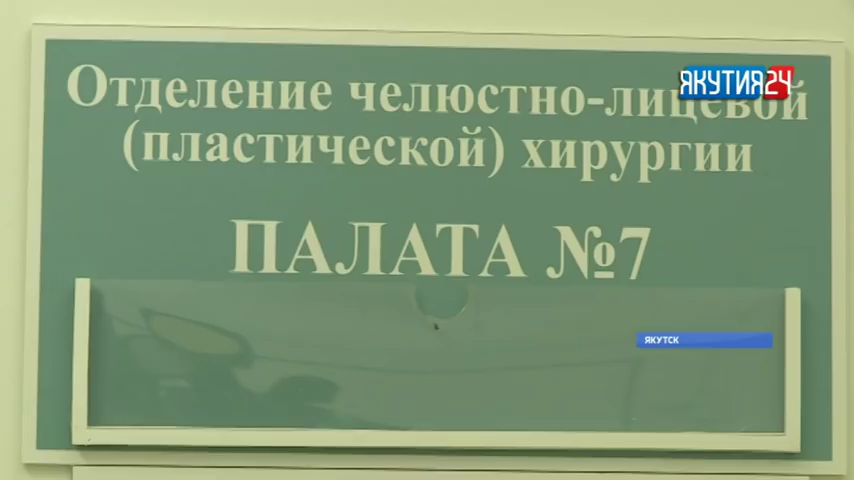 ЯКУТИЯ24
Отделение челюстно-лицевой
(пластической) хирургии
ПАЛАТА №7
ЯКУТСК